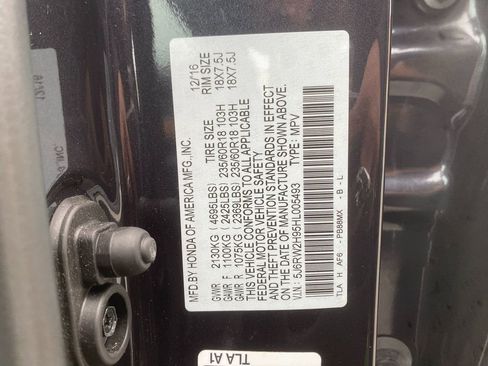 MFD.BY HONDA OF AMERICA MFG.,INC. 12/16
TIRE SIZE RIM SIZE
GVWR 2130KG (4695LBS)
GAWR F 1100KG (2425LBS) 235/60R18 103H 18X7.5J
GAWR R 1075KG (2369LBS) 235/60R18 103H 18X7.5J
THIS VEHICLE CONFORMS TO ALL APPLICABLE
FEDERAL MOTOR VEHICLE SAFETY
AND THEFT PREVENTION STANDARDS IN EFFECT
ON THE DATE OF MANUFACTURE SHOWN ABOVE.
V.I.N.: 5J6RW2H95HL005493 TYPE: MPV
TLA H AF6 - PB88MX - B - L
TLA A1